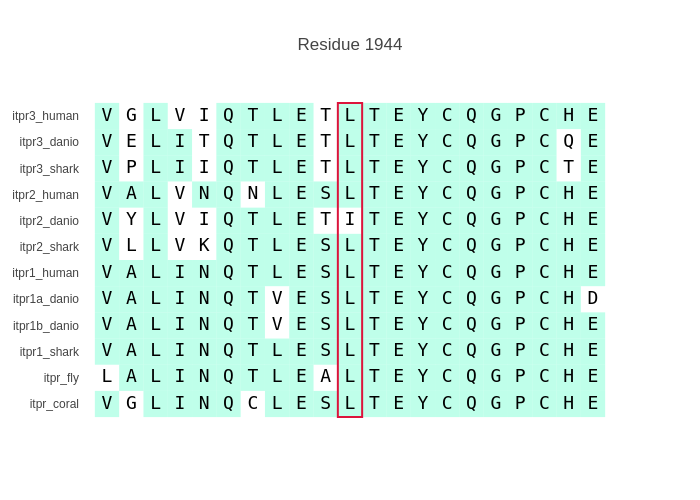 Residue 1944
itpr3_human V G L V I Q T L E T L T E Y C Q G P C H E
itpr3_danio V E L I T Q T L E T L T E Y C Q G P C Q E
itpr3_shark V P L I I Q T L E T L T E Y C Q G P C T E
itpr2_human V A L V N Q N L E S L T E Y C Q G P C H E
itpr2_danio V Y L V I Q T L E T I T E Y C Q G P C H E
itpr2_shark V L L V K Q T L E S L T E Y C Q G P C H E
itpr1_human V A L I N Q T L E S L T E Y C Q G P C H E
itpr1a_danio V A L I N Q T V E S L T E Y C Q G P C H D
itpr1b_danio V A L I N Q T V E S L T E Y C Q G P C H E
itpr1_shark V A L I N Q T L E S L T E Y C Q G P C H E
itpr_fly L A L I N Q T L E A L T E Y C Q G P C H E
itpr_coral V G L I N Q C L E S L T E Y C Q G P C H E